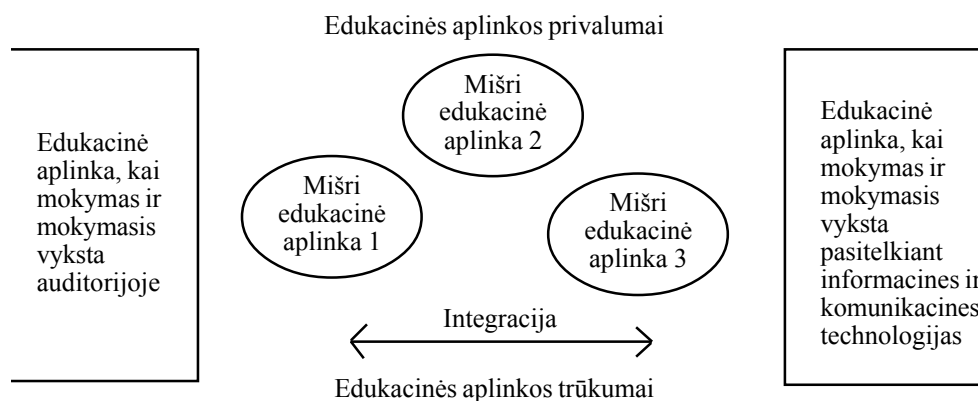 Edukacinės aplinkos privalumai
Edukacinė
aplinka, kai
mokymas ir
mokymasis
vyksta
auditorijoje
Mišri
edukacinė
aplinka 1
Mišri
edukacinė
aplinka 2
Mišri
edukacinė
aplinka 3
Edukacinė
aplinka, kai
mokymas ir
mokymasis
vyksta
pasitelkiant
informacines ir
komunikacines
technologijas
Integracija
Edukacinės aplinkos trūkumai